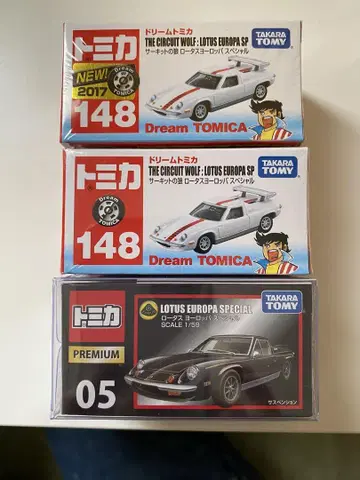 トミカ
NEW!
2017
Dream
TOMICA
148
ドリームトミカ
THE CIRCUIT WOLF : LOTUS EUROPA SP
サーキットの狼 ロータスヨーロッパ スペシャル
TAKARA
TOMY
Dream TOMICA
トミカ
Dream
TOMICA
148
ドリームトミカ
THE CIRCUIT WOLF : LOTUS EUROPA SP
サーキットの狼 ロータスヨーロッパ スペシャル
TAKARA
TOMY
Dream TOMICA
トミカ
PREMIUM
05
LOTUS EUROPA SPECIAL
ロータス ヨーロッパ スペシャル
SCALE 1/59
TAKARA
TOMY
サスペンション